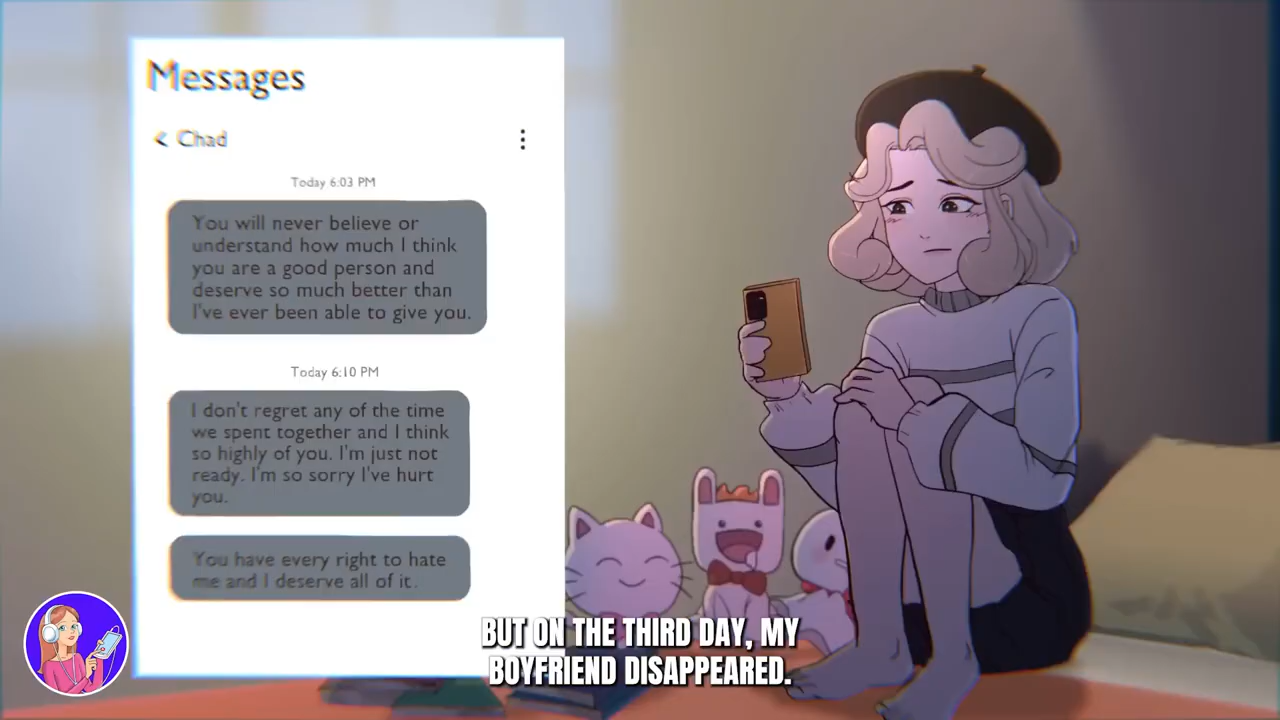 Messages
< Chad
Today 6:03 PM
You will never believe or
understand how much I think
you are a good person and
deserve so much better than
I've ever been able to give you.
Today 6:10 PM
I don't regret any of the time
we spent together and I think
so highly of you. I'm just not
ready. I'm so sorry I've hurt
you.
You have every right to hate
me and I deserve all of it.
BUT ON THE THIRD DAY, MY
BOYFRIEND DISAPPEARED.